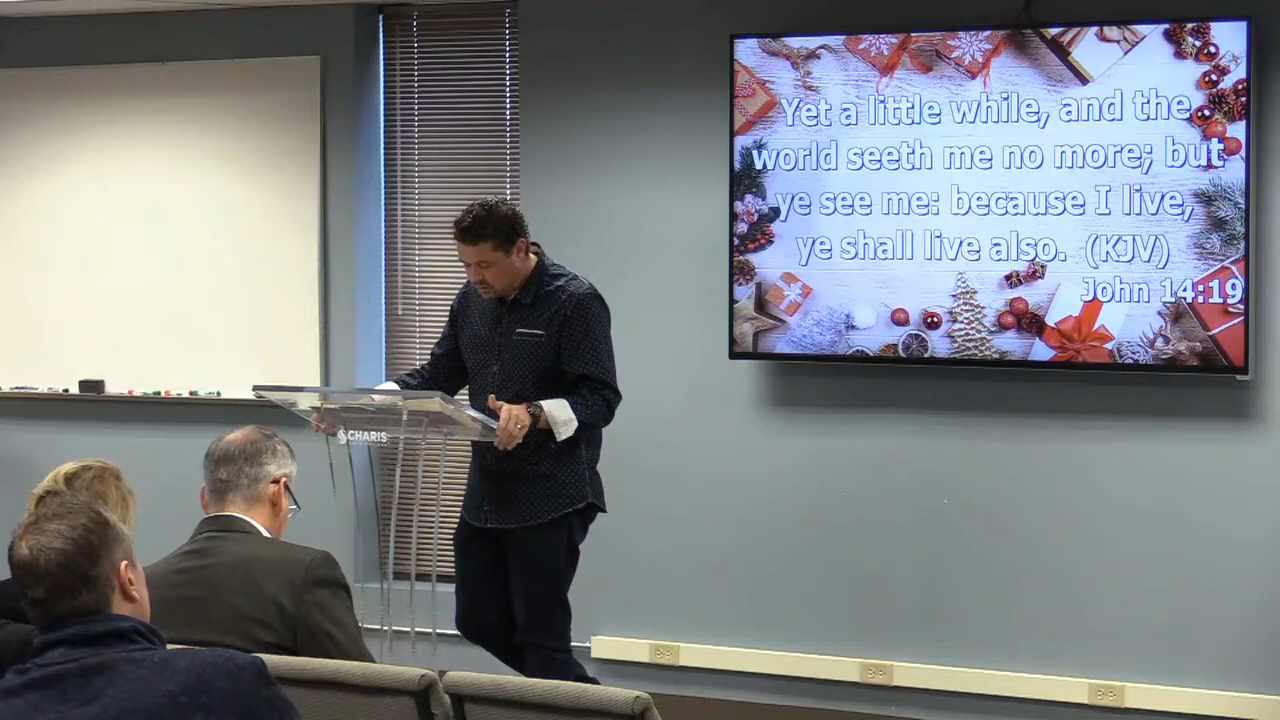 Yet a little while, and the
world seeth me no more; but
ye see me: because I live,
ye shall live also. (KJV)
John 14:19
CHARIS